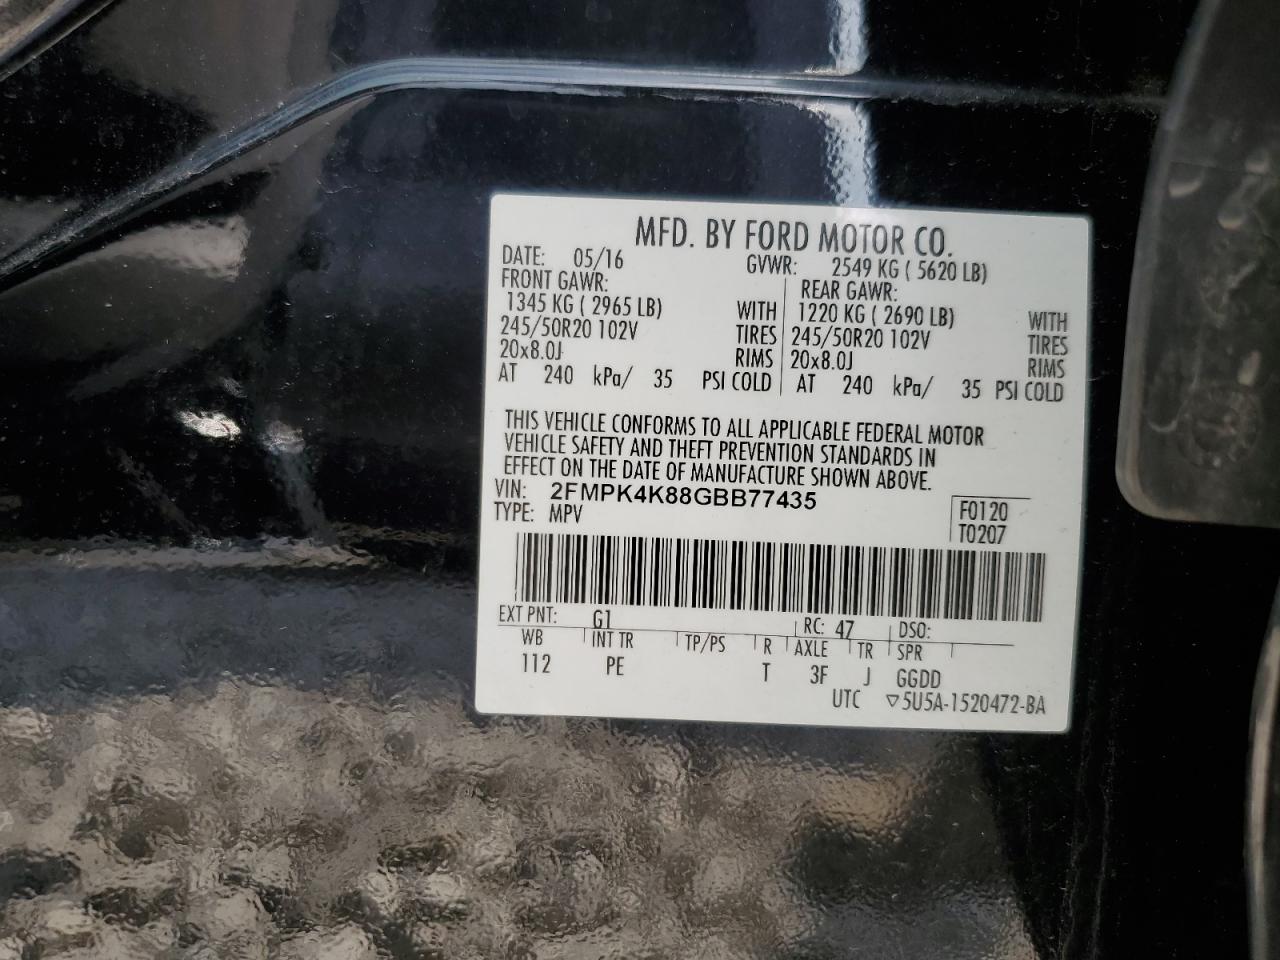 MFD. BY FORD MOTOR CO.
DATE: 05/16 GVWR: 2549 KG ( 5620 LB)
FRONT GAWR: REAR GAWR:
1345 KG ( 2965 LB) WITH 1220 KG ( 2690 LB) WITH
245/50R20 102V TIRES 245/50R20 102V TIRES
20x8.0J RIMS 20x8.0J RIMS
AT 240 kPa/ 35 PSI COLD AT 240 kPa/ 35 PSI COLD
THIS VEHICLE CONFORMS TO ALL APPLICABLE FEDERAL MOTOR
VEHICLE SAFETY AND THEFT PREVENTION STANDARDS IN
EFFECT ON THE DATE OF MANUFACTURE SHOWN ABOVE.
VIN: 2FMPK4K88GBB77435 F0120
TYPE: MPV T0207
EXT PNT: G1 RC: 47 DSO:
WB INT TR TP/PS R AXLE TR SPR
112 PE T 3F J GGDD
UTC ▽5U5A-1520472-BA